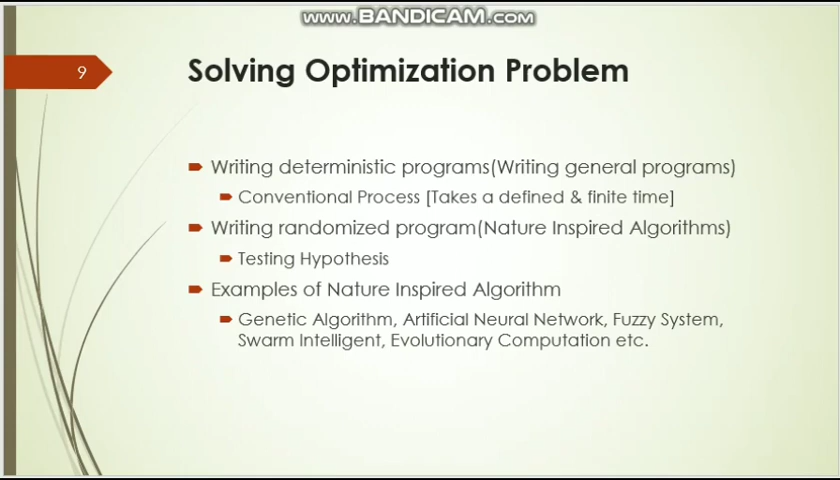 www.BANDICAM.com
9
Solving Optimization Problem
Writing deterministic programs(Writing general programs)
Conventional Process [Takes a defined & finite time]
Writing randomized program(Nature Inspired Algorithms)
Testing Hypothesis
Examples of Nature Inspired Algorithm
Genetic Algorithm, Artificial Neural Network, Fuzzy System,
Swarm Intelligent, Evolutionary Computation etc.